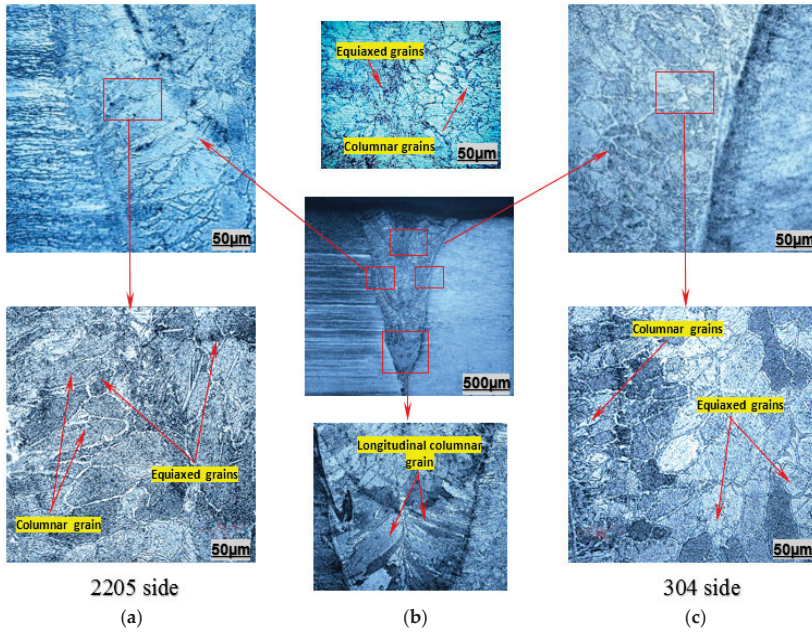 50µm
Columnar grain
Equiaxed grains
50µm
2205 side
(a)
Equiaxed grains
Columnar grains
50µm
500µm
Longitudinal columnar
grain
(b)
50µm
Columnar grains
Equiaxed grains
50µm
304 side
(c)